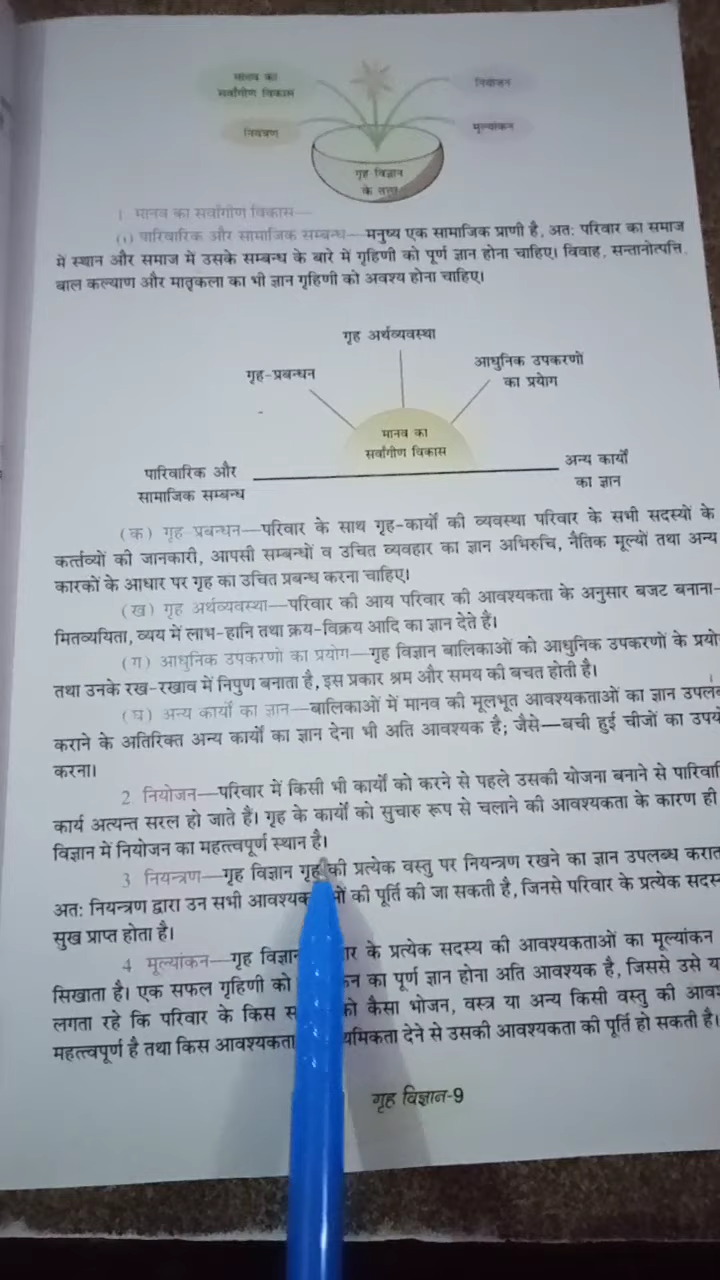 मानव का
सर्वांगीण विकास
नियोजन
नियंत्रण
मूल्यांकन
गृह विज्ञान
के तत्त्व
1. मानव का सर्वांगीण विकास—
(i) पारिवारिक और सामाजिक सम्बन्ध—मनुष्य एक सामाजिक प्राणी है, अतः परिवार का समाज
में स्थान और समाज में उसके सम्बन्ध के बारे में गृहिणी को पूर्ण ज्ञान होना चाहिए। विवाह, सन्तानोत्पत्ति,
बाल कल्याण और मातृकला का भी ज्ञान गृहिणी को अवश्य होना चाहिए।
गृह अर्थव्यवस्था
गृह-प्रबन्धन
आधुनिक उपकरणों
का प्रयोग
मानव का
सर्वांगीण विकास
पारिवारिक और
सामाजिक सम्बन्ध
अन्य कार्यों
का ज्ञान
(क) गृह प्रबन्धन—परिवार के साथ गृह-कार्यों की व्यवस्था परिवार के सभी सदस्यों के
कर्त्तव्यों की जानकारी, आपसी सम्बन्धों व उचित व्यवहार का ज्ञान अभिरुचि, नैतिक मूल्यों तथा अन्य
कारकों के आधार पर गृह का उचित प्रबन्ध करना चाहिए।
(ख) गृह अर्थव्यवस्था—परिवार की आय परिवार की आवश्यकता के अनुसार बजट बनाना-
मितव्ययिता, व्यय में लाभ-हानि तथा क्रय-विक्रय आदि का ज्ञान देते हैं।
(ग) आधुनिक उपकरणों का प्रयोग—गृह विज्ञान बालिकाओं को आधुनिक उपकरणों के प्रयो
तथा उनके रख-रखाव में निपुण बनाता है, इस प्रकार श्रम और समय की बचत होती है।
(घ) अन्य कार्यों का ज्ञान—बालिकाओं में मानव की मूलभूत आवश्यकताओं का ज्ञान उपलब
कराने के अतिरिक्त अन्य कार्यों का ज्ञान देना भी अति आवश्यक है; जैसे—बची हुई चीजों का उपयो
करना।
2 नियोजन—परिवार में किसी भी कार्यों को करने से पहले उसकी योजना बनाने से पारिवारि
कार्य अत्यन्त सरल हो जाते हैं। गृह के कार्यों को सुचारु रूप से चलाने की आवश्यकता के कारण ही
विज्ञान में नियोजन का महत्त्वपूर्ण स्थान है।
3 नियन्त्रण—गृह विज्ञान गृह की प्रत्येक वस्तु पर नियन्त्रण रखने का ज्ञान उपलब्ध करात
अतः नियन्त्रण द्वारा उन सभी की पूर्ति की जा सकती है, जिनसे परिवार के प्रत्येक सदस
सुख प्राप्त होता है।
4 मूल्यांकन—गृह के प्रत्येक सदस्य की आवश्यकताओं का मूल्यांकन
सिखाता है। एक सफल गृहिणी को का पूर्ण ज्ञान होना अति आवश्यक है, जिससे उसे य
लगता रहे कि परिवार के किस को कैसा भोजन, वस्त्र या अन्य किसी वस्तु की आव
महत्त्वपूर्ण है तथा किस आवश्यकता देने से उसकी आवश्यकता की पूर्ति हो सकती है।
गृह विज्ञान-9